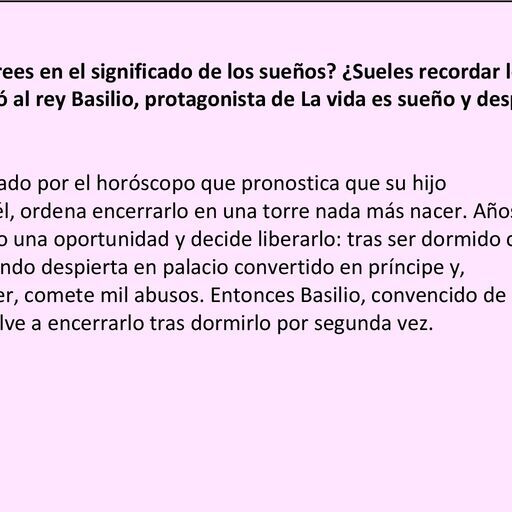 rees en el significado de los sueños? ¿Sueles recordar l
ó al rey Basilio, protagonista de La vida es sueño y desp
ado por el horóscopo que pronostica que su hijo
él, ordena encerrarlo en una torre nada más nacer. Años
o una oportunidad y decide liberarlo: tras ser dormido
ndo despierta en palacio convertido en príncipe y,
er, comete mil abusos. Entonces Basilio, convencido de
lve a encerrarlo tras dormirlo por segunda vez.